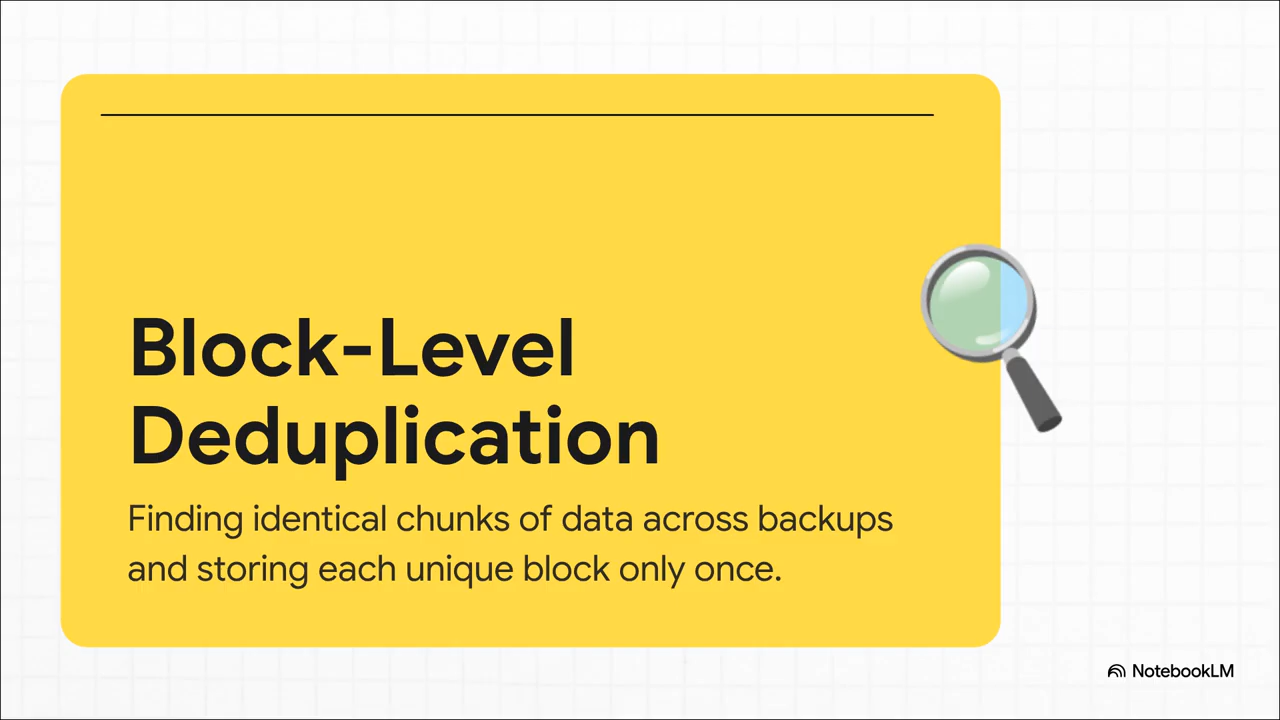 Block-Level
Deduplication
Finding identical chunks of data across backups
and storing each unique block only once.
NotebookLM